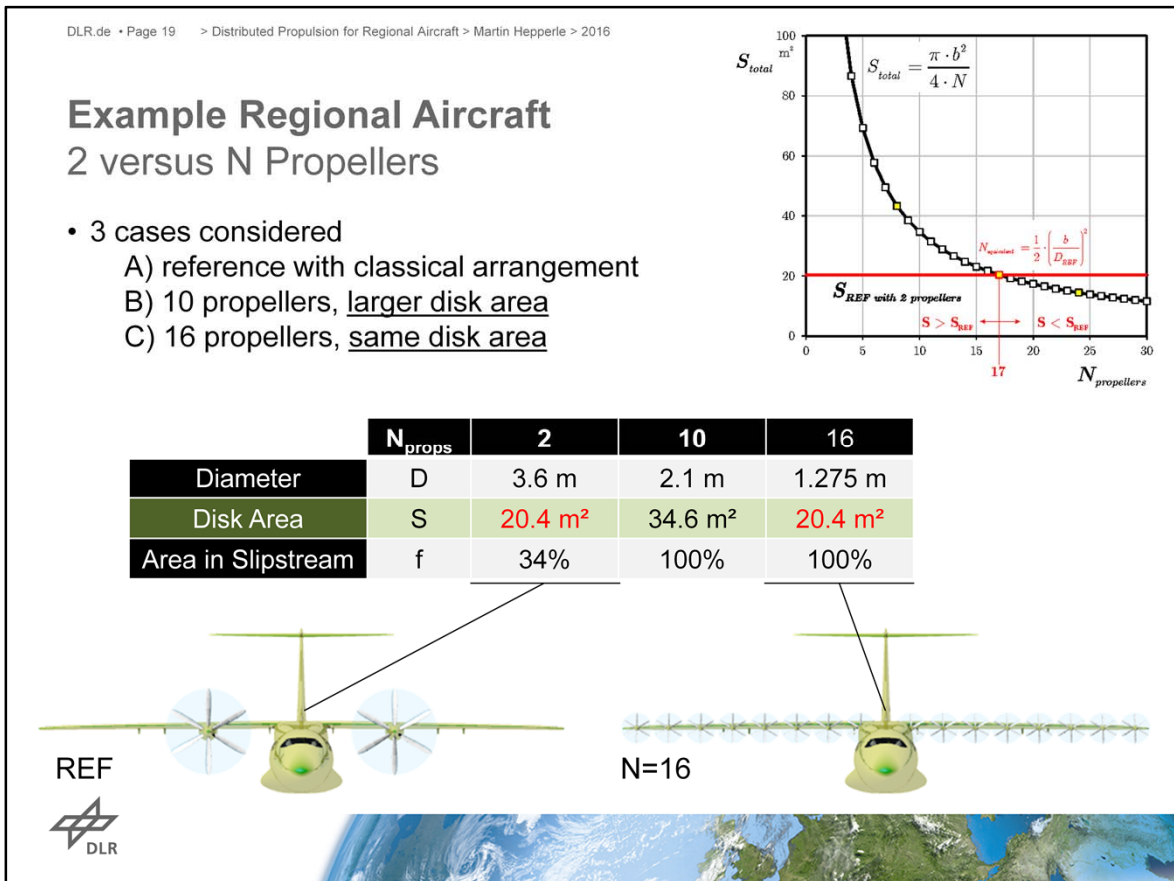 DLR.de • Page 19 > Distributed Propulsion for Regional Aircraft > Martin Hepperle > 2016
Example Regional Aircraft
2 versus N Propellers
• 3 cases considered
A) reference with classical arrangement
B) 10 propellers, larger disk area
C) 16 propellers, same disk area
S_total m²
100
80
60
40
20
0
S_total = π · b² / 4 · N
N_equivalent = 1/2 · (b / D_REF)²
S_REF with 2 propellers
S > S_REF S < S_REF
0 5 10 15 20 25 30
17
N_propellers
N_props 2 10 16
Diameter D 3.6 m 2.1 m 1.275 m
Disk Area S 20.4 m² 34.6 m² 20.4 m²
Area in Slipstream f 34% 100% 100%
REF
N=16
DLR